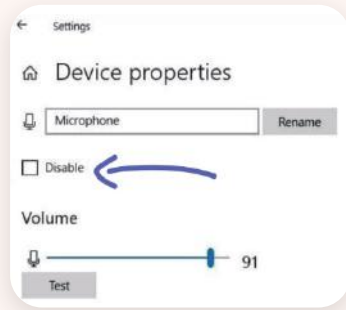 Settings
Device properties
Microphone
Rename
Disable
Volume
91
Test